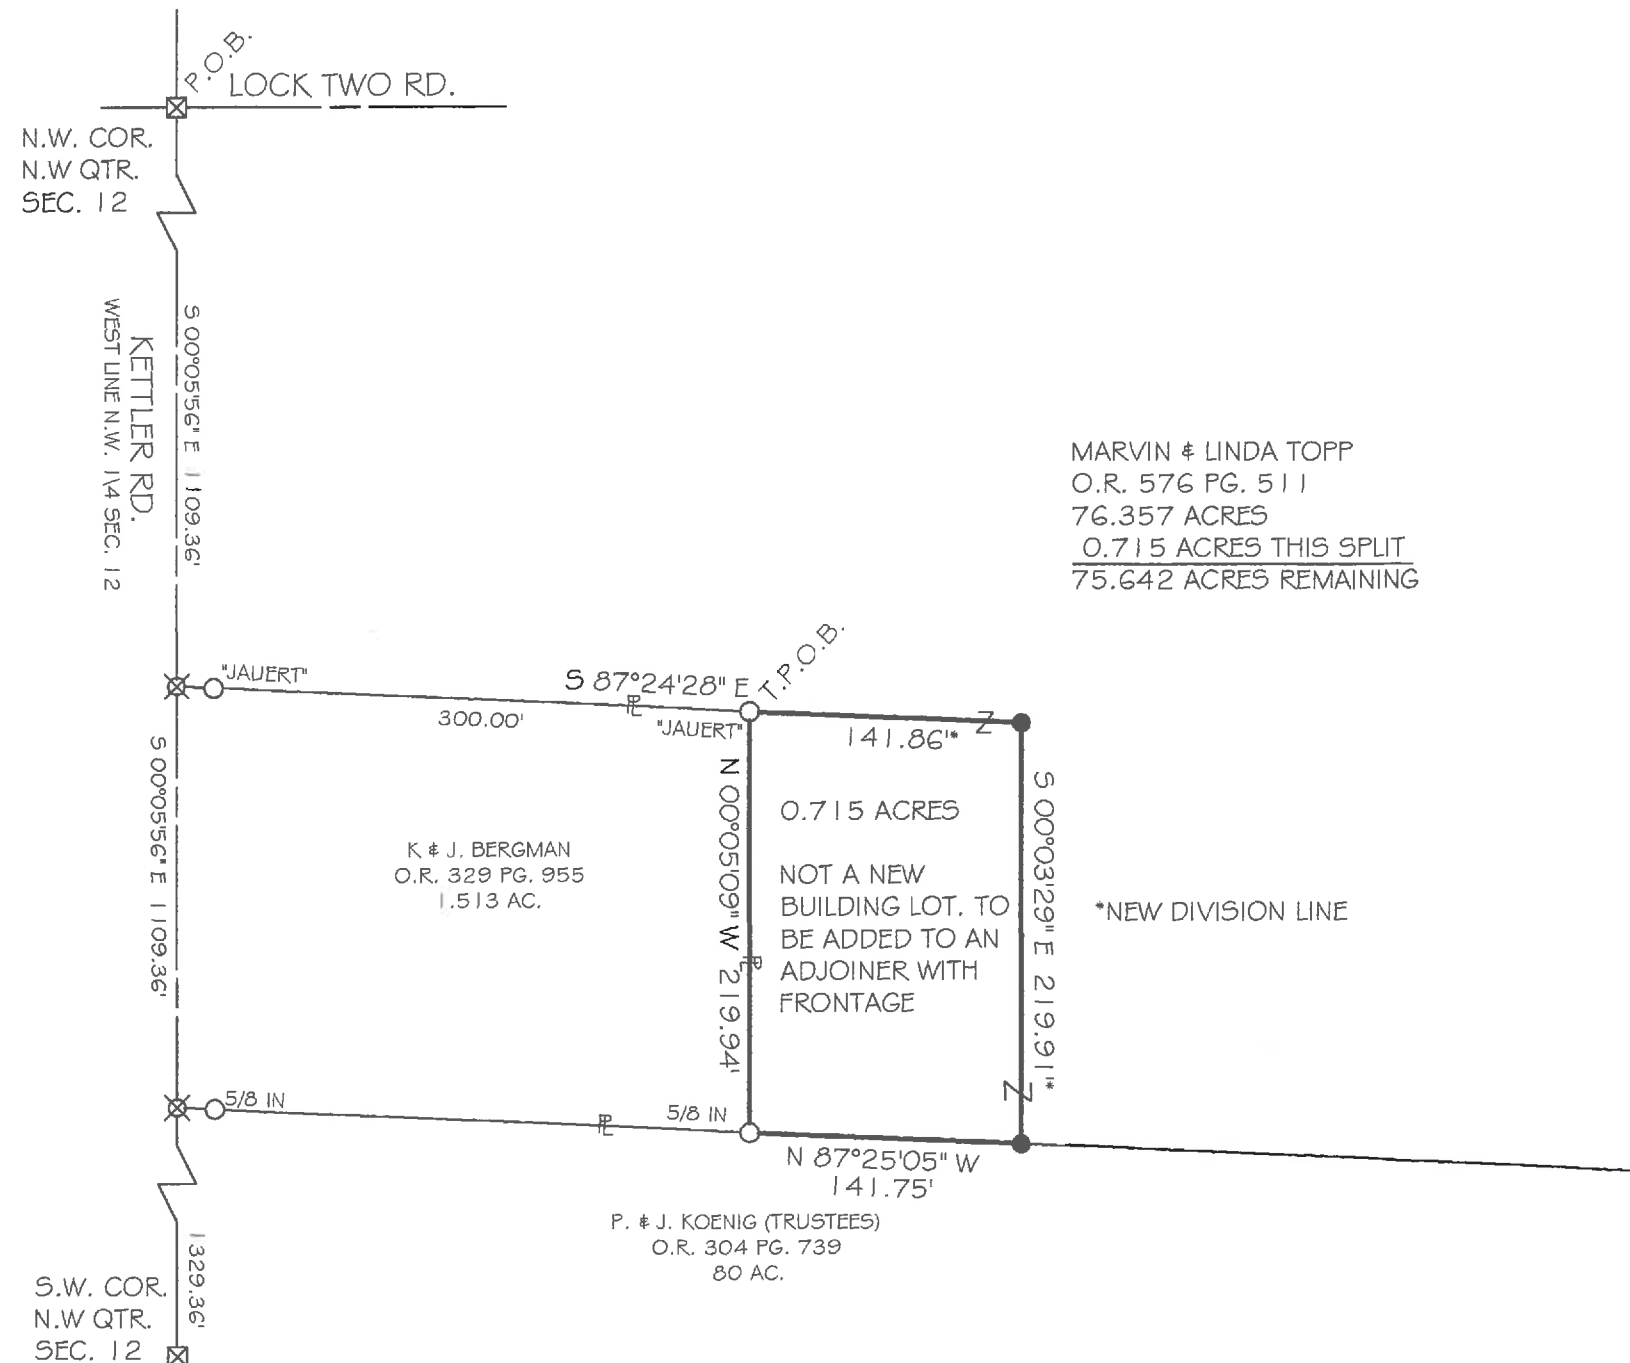 P.O.B.
LOCK TWO RD.
N.W. COR.
N.W QTR.
SEC. 12
S 00°05'56" E 1109.36'
KETTLER RD.
WEST LINE N.W. 1\4 SEC. 12
MARVIN & LINDA TOPP
O.R. 576 PG. 511
76.357 ACRES
0.715 ACRES THIS SPLIT
75.642 ACRES REMAINING
"JAUERT"
S 87°24'28" E
T.P.O.B.
300.00'
PL
"JAUERT"
141.86'*
Z
S 00°05'56" E 1109.36'
N 00°05'09" W 219.94'
PL
0.715 ACRES
NOT A NEW
BUILDING LOT. TO
BE ADDED TO AN
ADJOINER WITH
FRONTAGE
S 00°03'29" E 219.91'*
Z
*NEW DIVISION LINE
K & J. BERGMAN
O.R. 329 PG. 955
1.513 AC.
5/8 IN
PL
5/8 IN
N 87°25'05" W
141.75'
P. & J. KOENIG (TRUSTEES)
O.R. 304 PG. 739
80 AC.
1329.36'
S.W. COR.
N.W QTR.
SEC. 12